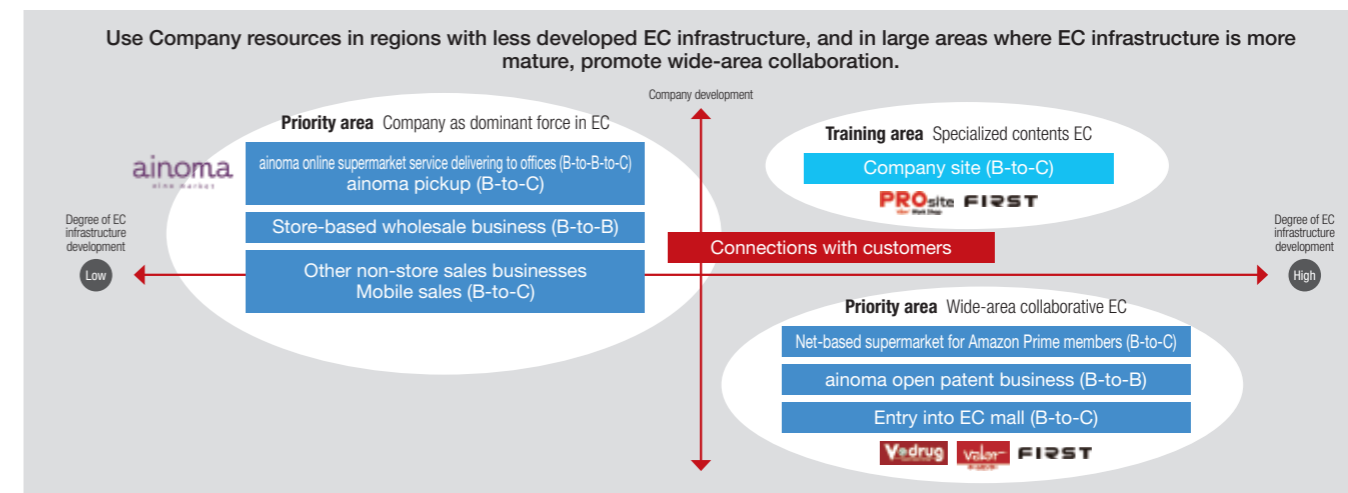 Use Company resources in regions with less developed EC infrastructure, and in large areas where EC infrastructure is more
mature, promote wide-area collaboration.
Company development
Priority area Company as dominant force in EC
ainoma
ainoma online supermarket service delivering to offices (B-to-B-to-C)
ainoma pickup (B-to-C)
Store-based wholesale business (B-to-B)
Other non-store sales businesses
Mobile sales (B-to-C)
Training area Specialized contents EC
Company site (B-to-C)
PROsite FIRST
Degree of EC
infrastructure
development
Low
Connections with customers
Degree of EC
infrastructure
development
High
Priority area Wide-area collaborative EC
Net-based supermarket for Amazon Prime members (B-to-C)
ainoma open patent business (B-to-B)
Entry into EC mall (B-to-C)
V drug valor FIRST